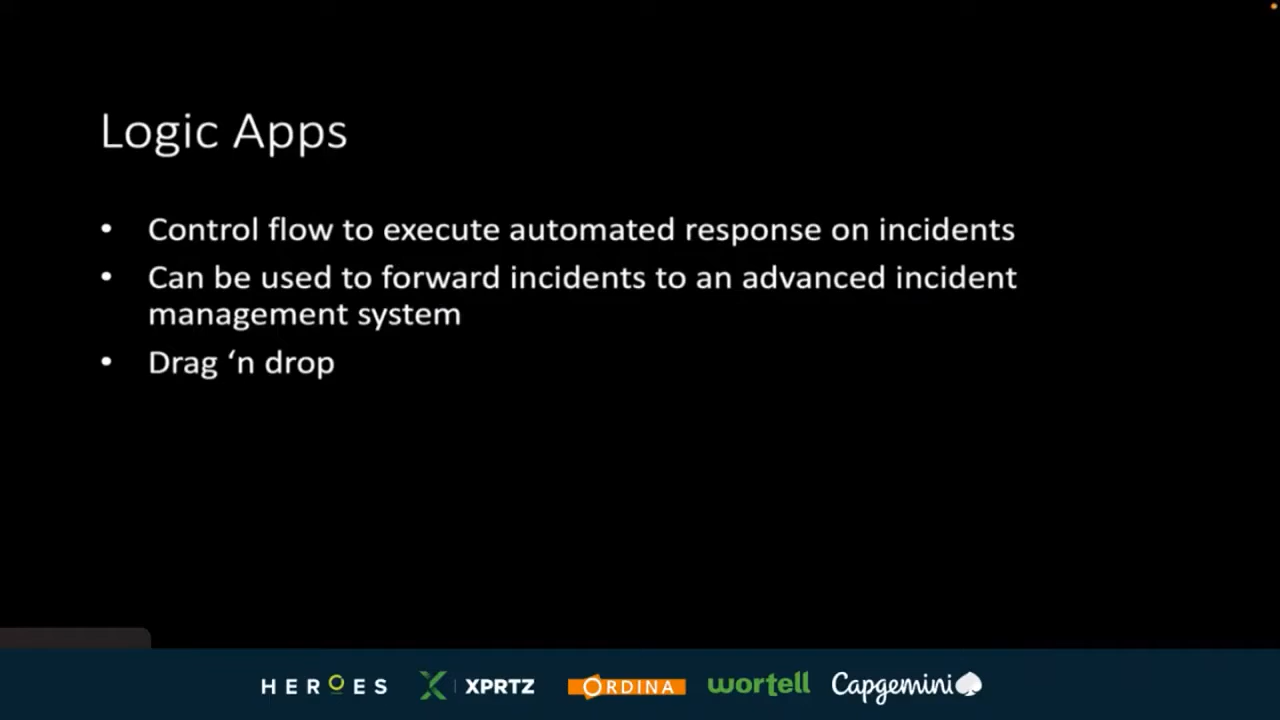 Logic Apps
• Control flow to execute automated response on incidents
• Can be used to forward incidents to an advanced incident
management system
• Drag ‘n drop
HEROES XPRTZ ORDINA wortell Capgemini